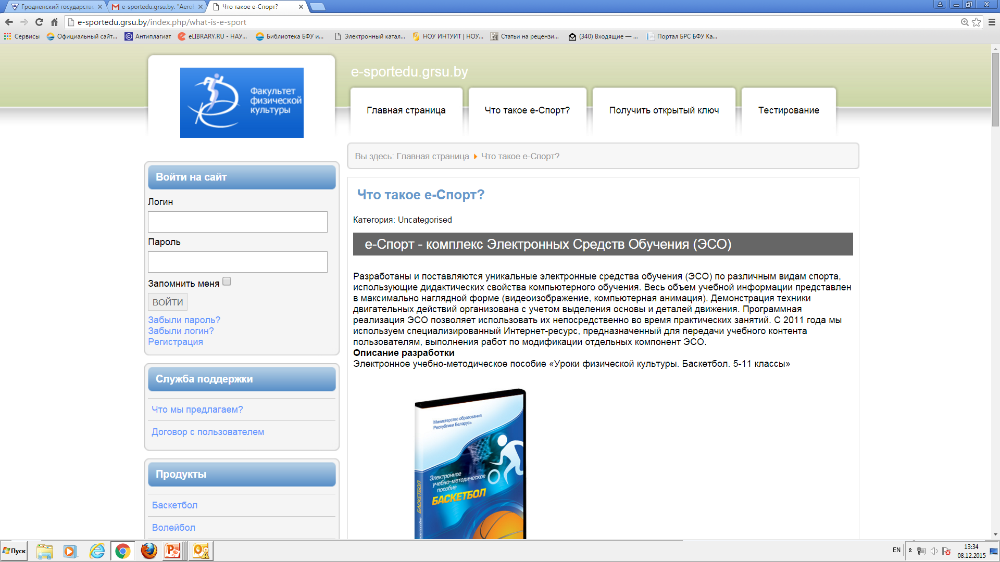 Гродненский государстве
e-sportedu.grsu.by. "Aerol
Что такое е-Спорт?
e-sportedu.grsu.by/index.php/what-is-e-sport
Сервисы
Официальный сайт...
Антиплагиат
eLIBRARY.RU - НАУ...
Библиотека БФУ и...
Электронный катал...
НОУ ИНТУИТ | НОУ...
Статьи на рецензи...
(340) Входящие — ...
Портал БРС БФУ Ка...
Факультет
физической
культуры
e-sportedu.grsu.by
Главная страница
Что такое е-Спорт?
Получить открытый ключ
Тестирование
Вы здесь: Главная страница Что такое е-Спорт?
Войти на сайт
Логин
Пароль
Запомнить меня
ВОЙТИ
Забыли пароль?
Забыли логин?
Регистрация
Служба поддержки
Что мы предлагаем?
Договор с пользователем
Продукты
Баскетбол
Волейбол
Что такое е-Спорт?
Категория: Uncategorised
е-Спорт - комплекс Электронных Средств Обучения (ЭСО)
Разработаны и поставляются уникальные электронные средства обучения (ЭСО) по различным видам спорта,
использующие дидактических свойства компьютерного обучения. Весь объем учебной информации представлен
в максимально наглядной форме (видеоизображение, компьютерная анимация). Демонстрация техники
двигательных действий организована с учетом выделения основы и деталей движения. Программная
реализация ЭСО позволяет использовать их непосредственно во время практических занятий. С 2011 года мы
используем специализированный Интернет-ресурс, предназначенный для передачи учебного контента
пользователям, выполнения работ по модификации отдельных компонент ЭСО.
Описание разработки
Электронное учебно-методическое пособие «Уроки физической культуры. Баскетбол. 5-11 классы»
Министерство образования
Республики Беларусь
Электронное
учебно-методическое
пособие
БАСКЕТБОЛ
БАСКЕТБОЛ
Пуск
EN
13:34
08.12.2015